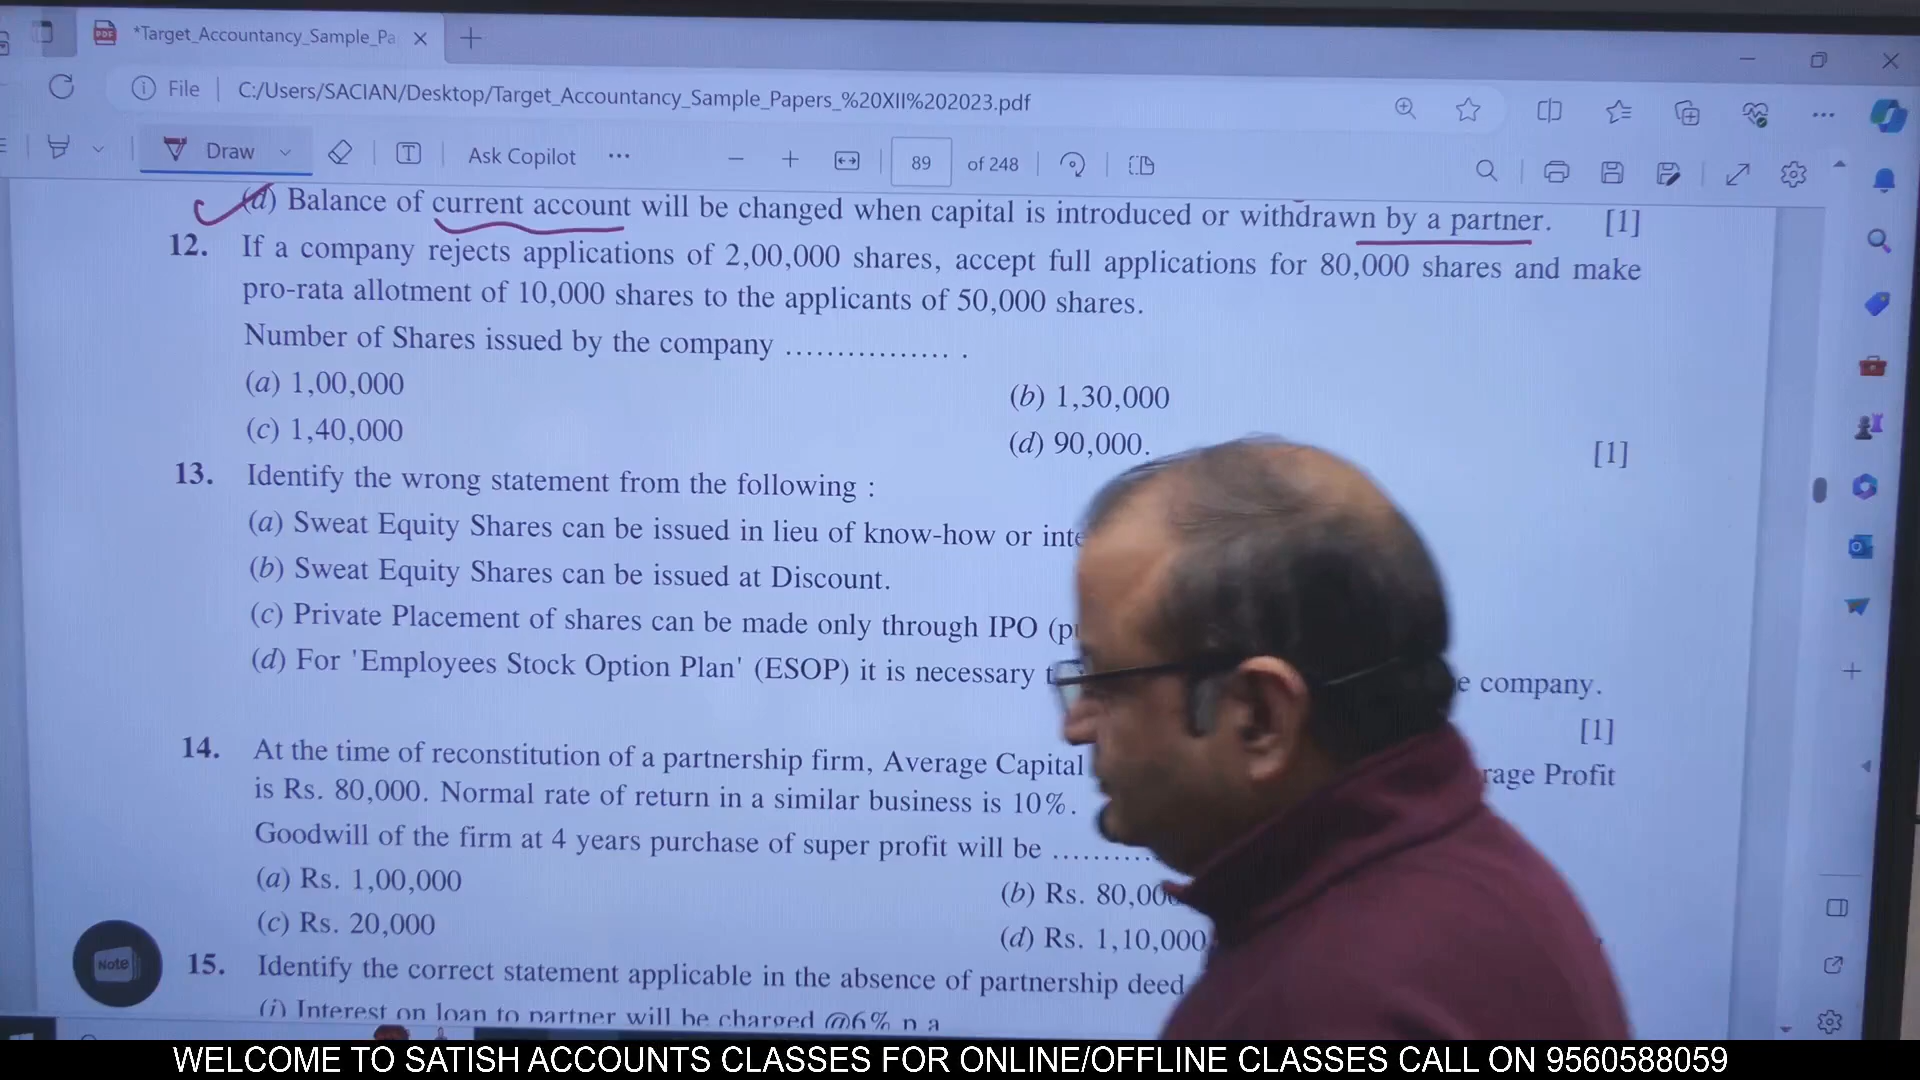 *Target_Accountancy_Sample_Pa
File
C:/Users/SACIAN/Desktop/Target_Accountancy_Sample_Papers_%20XII%202023.pdf
Draw
Ask Copilot
89 of 248
(d) Balance of current account will be changed when capital is introduced or withdrawn by a partner. [1]
12. If a company rejects applications of 2,00,000 shares, accept full applications for 80,000 shares and make
pro-rata allotment of 10,000 shares to the applicants of 50,000 shares.
Number of Shares issued by the company ................ .
(a) 1,00,000 (b) 1,30,000
(c) 1,40,000 (d) 90,000. [1]
13. Identify the wrong statement from the following :
(a) Sweat Equity Shares can be issued in lieu of know-how or
(b) Sweat Equity Shares can be issued at Discount.
(c) Private Placement of shares can be made only through IPO
(d) For 'Employees Stock Option Plan' (ESOP) it is necessary company.
[1]
14. At the time of reconstitution of a partnership firm, Average Capital Profit
is Rs. 80,000. Normal rate of return in a similar business is 10%.
Goodwill of the firm at 4 years purchase of super profit will be ..........
(a) Rs. 1,00,000 (b) Rs. 80,00
(c) Rs. 20,000 (d) Rs. 1,10,000
15. Identify the correct statement applicable in the absence of partnership deed
(i) Interest on loan to partner will be charged @6% p a
Note
WELCOME TO SATISH ACCOUNTS CLASSES FOR ONLINE/OFFLINE CLASSES CALL ON 9560588059